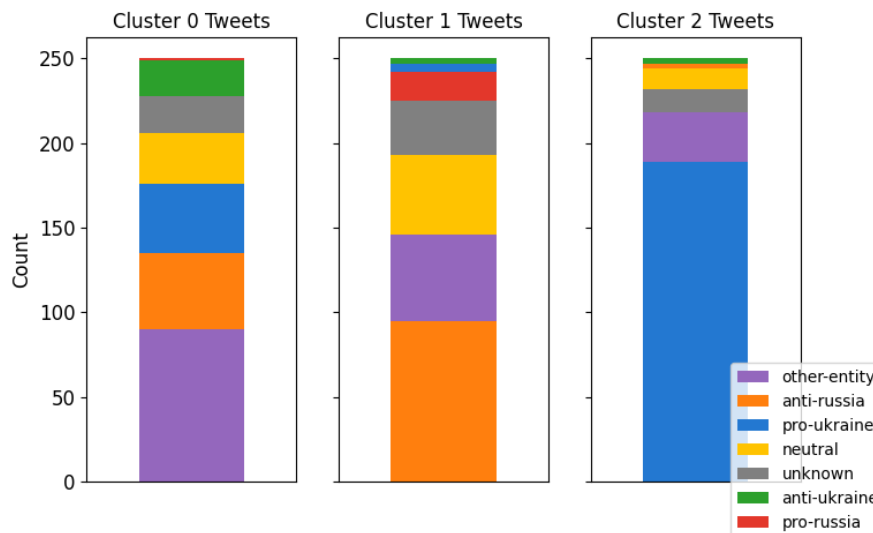 Cluster 0 Tweets
Cluster 1 Tweets
Cluster 2 Tweets
Count
250
200
150
100
50
0
other-entity
anti-russia
pro-ukraine
neutral
unknown
anti-ukraine
pro-russia